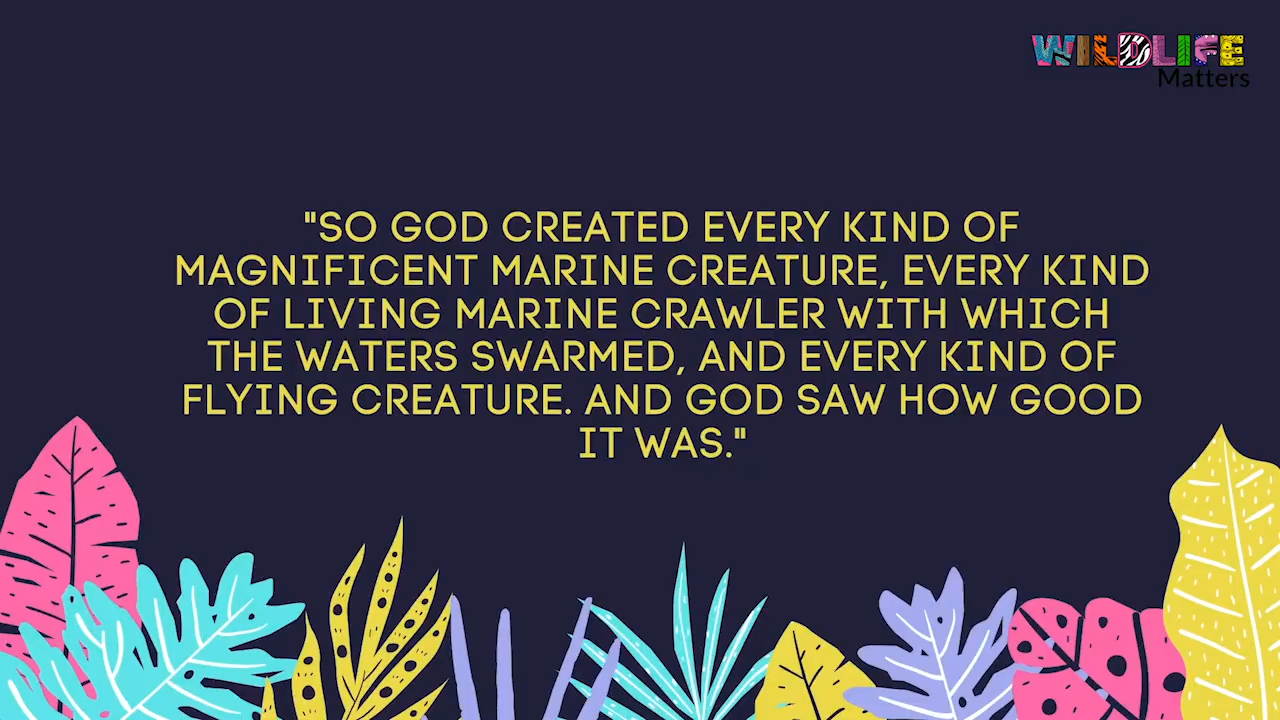 WILDLIFE
Matters
"SO GOD CREATED EVERY KIND OF
MAGNIFICENT MARINE CREATURE, EVERY KIND
OF LIVING MARINE CRAWLER WITH WHICH
THE WATERS SWARMED, AND EVERY KIND OF
FLYING CREATURE. AND GOD SAW HOW GOOD
IT WAS."